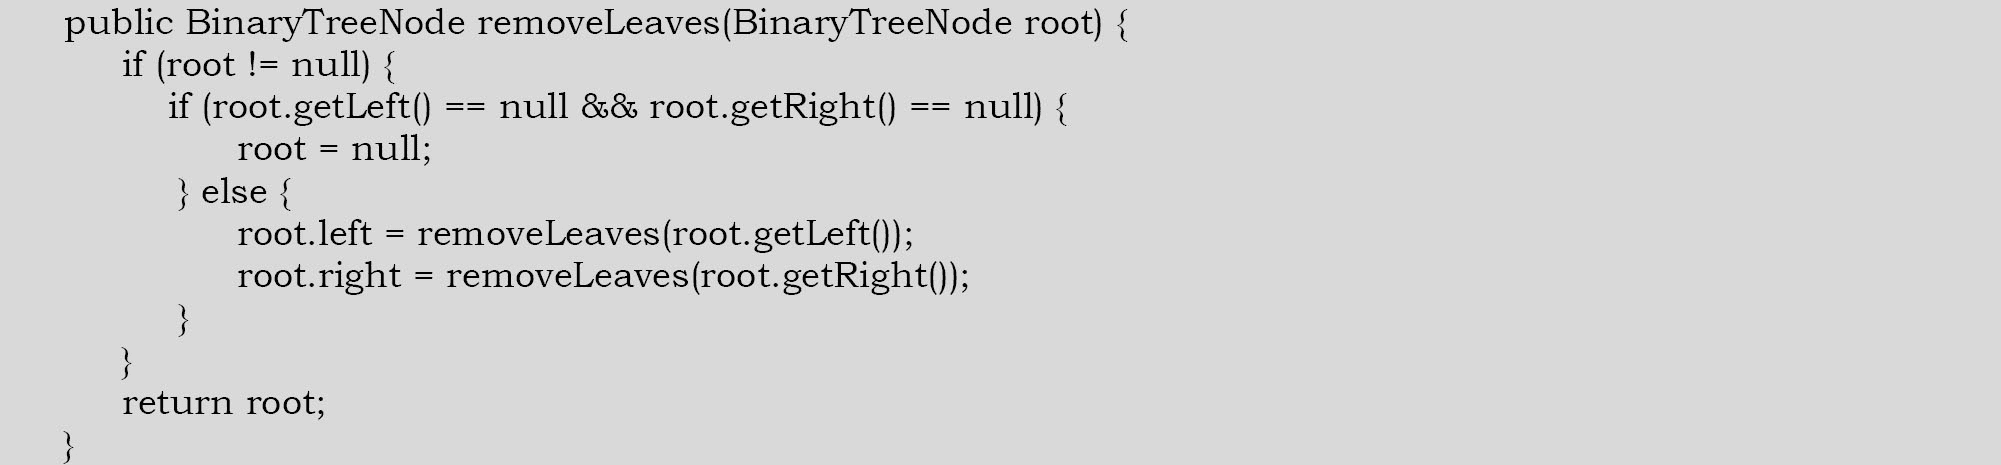 public BinaryTreeNode removeLeaves(BinaryTreeNode root) {
if (root != null) {
if (root.getLeft() == null && root.getRight() == null) {
root = null;
} else {
root.left = removeLeaves(root.getLeft());
root.right = removeLeaves(root.getRight());
}
}
return root;
}